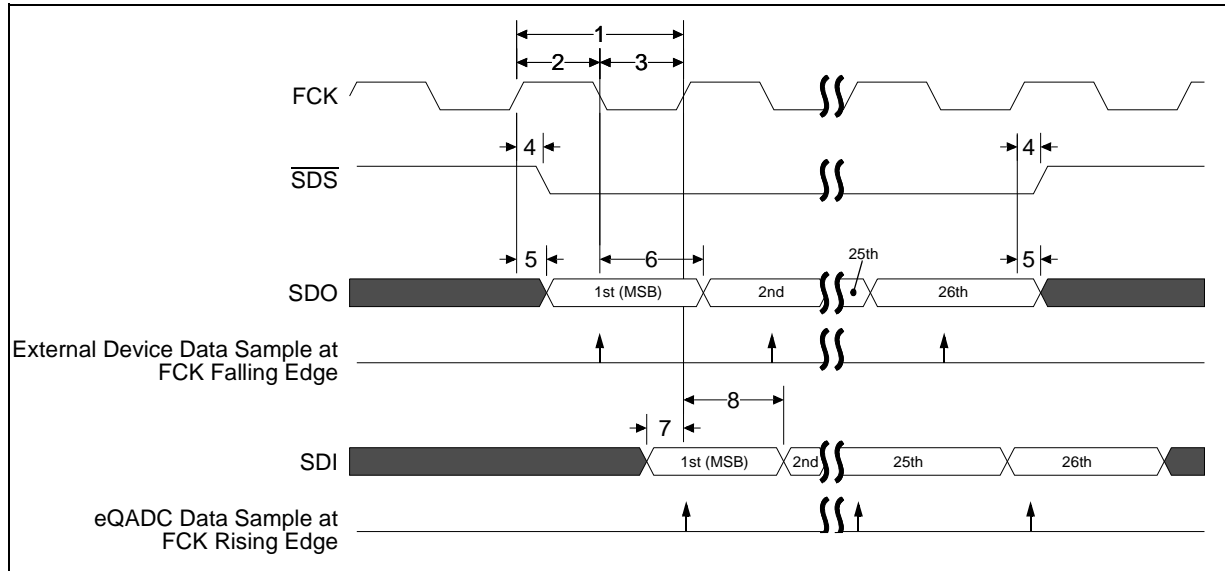 1
2 3
FCK
4 4
SDS
25th
5 6 5
SDO 1st (MSB) 2nd 26th
External Device Data Sample at
FCK Falling Edge
8
7
SDI 1st (MSB) 2nd 25th 26th
eQADC Data Sample at
FCK Rising Edge